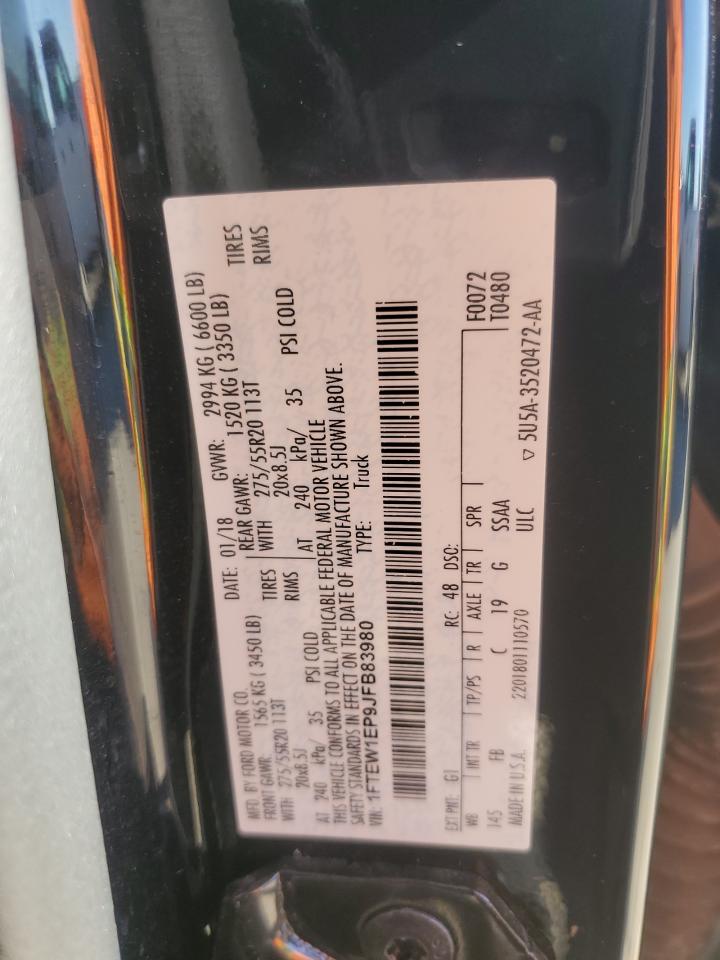 MFD. BY FORD MOTOR CO. DATE: 01/18 GVWR: 2994 KG ( 6600 LB)
FRONT GAWR: 1565 KG ( 3450 LB) REAR GAWR: 1520 KG ( 3350 LB)
WITH 275/55R20 113T TIRES WITH 275/55R20 113T TIRES
20x8.5J RIMS 20x8.5J RIMS
AT 240 kPa/ 35 PSI COLD AT 240 kPa/ 35 PSI COLD
THIS VEHICLE CONFORMS TO ALL APPLICABLE FEDERAL MOTOR VEHICLE
SAFETY STANDARDS IN EFFECT ON THE DATE OF MANUFACTURE SHOWN ABOVE.
VIN: 1FTEW1EP9JFB83980 TYPE: Truck
EXT PNT: G1 RC: 48 DSO: F0072
WB INT TR TP/PS R AXLE TR SPR T0480
145 FB C 19 G SSAA
MADE IN U.S.A. 2201801110570 ULC ▽ 5U5A-3520472-AA